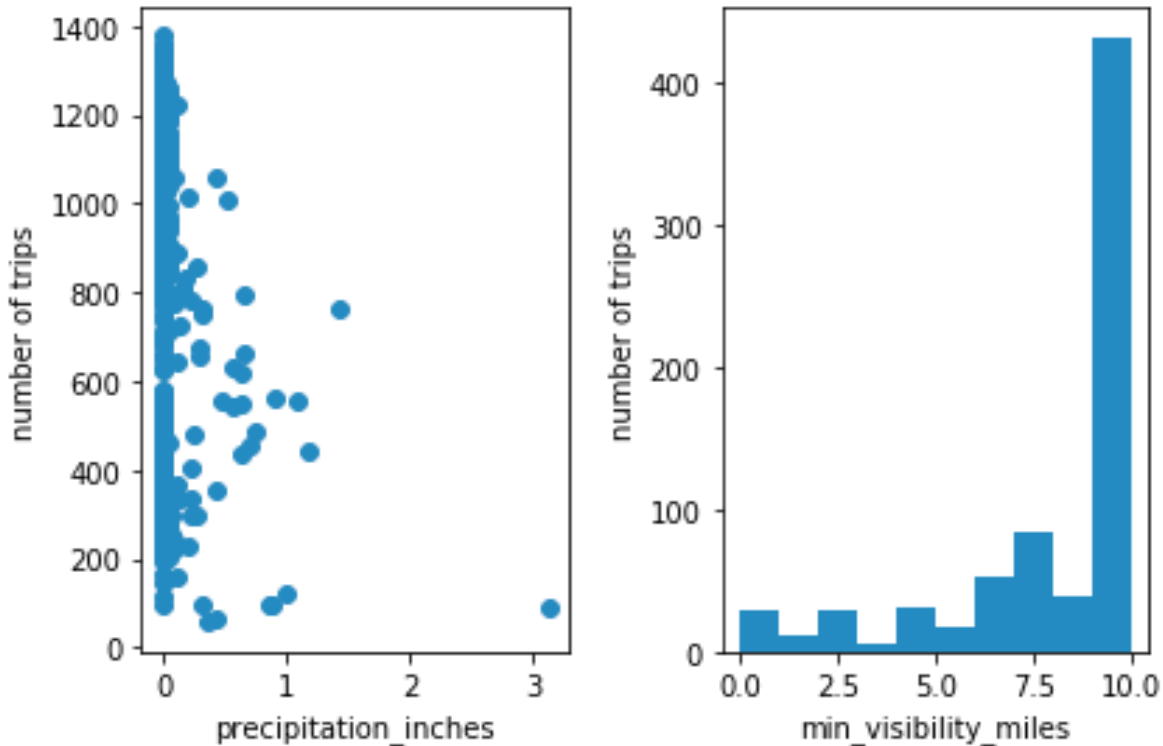 1400
1200
1000
800
600
400
200
0
number of trips
0 1 2 3
precipitation_inches
400
300
200
100
0
number of trips
0.0 2.5 5.0 7.5 10.0
min_visibility_miles